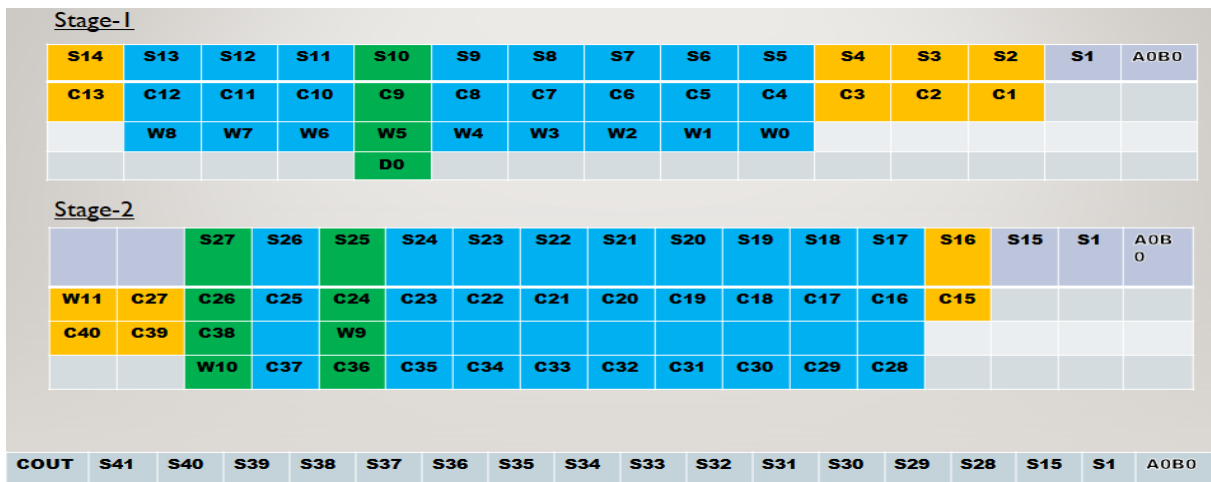 Stage-1
S14 S13 S12 S11 S10 S9 S8 S7 S6 S5 S4 S3 S2 S1 A0B0
C13 C12 C11 C10 C9 C8 C7 C6 C5 C4 C3 C2 C1
W8 W7 W6 W5 W4 W3 W2 W1 W0
D0
Stage-2
S27 S26 S25 S24 S23 S22 S21 S20 S19 S18 S17 S16 S15 S1 A0B
0
W11 C27 C26 C25 C24 C23 C22 C21 C20 C19 C18 C17 C16 C15
C40 C39 C38 W9
W10 C37 C36 C35 C34 C33 C32 C31 C30 C29 C28
COUT S41 S40 S39 S38 S37 S36 S35 S34 S33 S32 S31 S30 S29 S28 S15 S1 A0B0